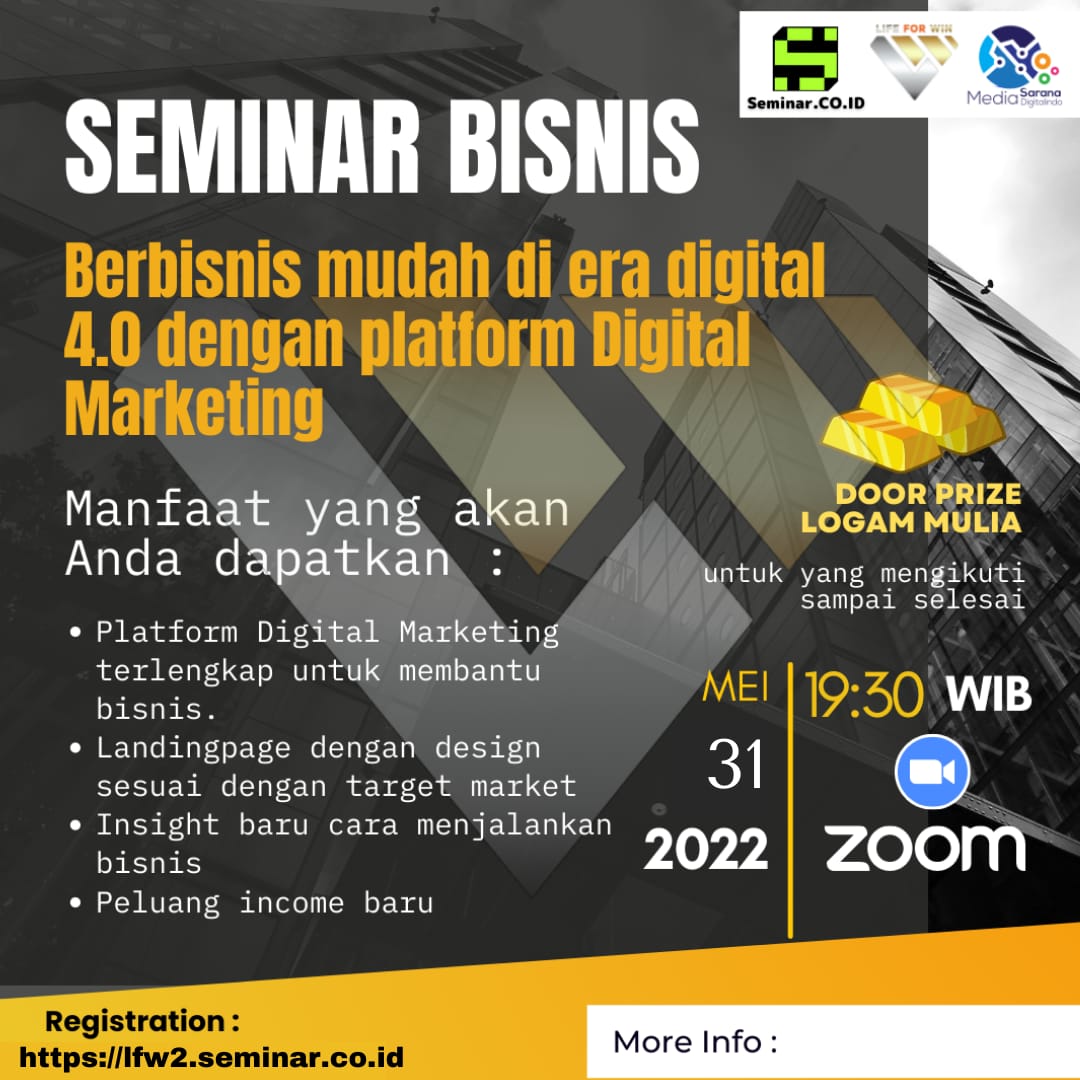 Seminar.CO.ID
LIFE FOR WIN
Media Sarana
Digitalindo
SEMINAR BISNIS
Berbisnis mudah di era digital
4.0 dengan platform Digital
Marketing
Manfaat yang akan
Anda dapatkan :
• Platform Digital Marketing
terlengkap untuk membantu
bisnis.
• Landingpage dengan design
sesuai dengan target market
• Insight baru cara menjalankan
bisnis
• Peluang income baru
DOOR PRIZE
LOGAM MULIA
untuk yang mengikuti
sampai selesai
MEI
31
2022
19:30 WIB
zoom
Registration :
https://lfw2.seminar.co.id
More Info :